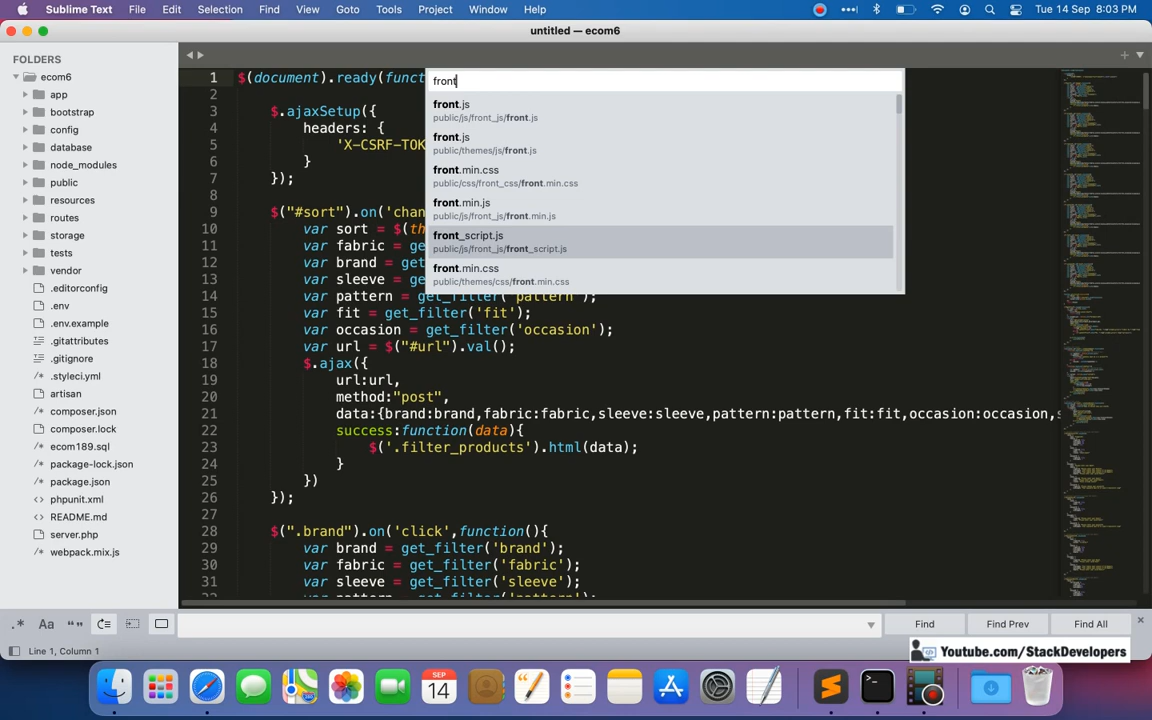 Sublime Text File Edit Selection Find View Goto Tools Project Window Help Tue 14 Sep 8:03 PM
untitled — ecom6
FOLDERS
ecom6
app
bootstrap
config
database
node_modules
public
resources
routes
storage
tests
vendor
.editorconfig
.env
.env.example
.gitattributes
.gitignore
.styleci.yml
artisan
composer.json
composer.lock
ecom189.sql
package-lock.json
package.json
phpunit.xml
README.md
server.php
webpack.mix.js
front
front.js
public/js/front_js/front.js
front.js
public/themes/js/front.js
front.min.css
public/css/front_css/front.min.css
front.min.js
public/js/front_js/front.min.js
front_script.js
public/js/front_js/front_script.js
front.min.css
public/themes/css/front.min.css
1 $(document).ready(funct
2
3 $.ajaxSetup({
4 headers: {
5 'X-CSRF-TOK
6 }
7 });
8
9 $("#sort").on('chan
10 var sort = $(th
11 var fabric = ge
12 var brand = get
13 var sleeve = ge
14 var pattern = get_filter('pattern');
15 var fit = get_filter('fit');
16 var occasion = get_filter('occasion');
17 var url = $("#url").val();
18 $.ajax({
19 url:url,
20 method:"post",
21 data:{brand:brand,fabric:fabric,sleeve:sleeve,pattern:pattern,fit:fit,occasion:occasion,s
22 success:function(data){
23 $('.filter_products').html(data);
24 }
25 })
26 });
27
28 $(".brand").on('click',function(){
29 var brand = get_filter('brand');
30 var fabric = get_filter('fabric');
31 var sleeve = get_filter('sleeve');
.* Aa “” Find Find Prev Find All
Line 1, Column 1
Youtube.com/StackDevelopers
SEP
14